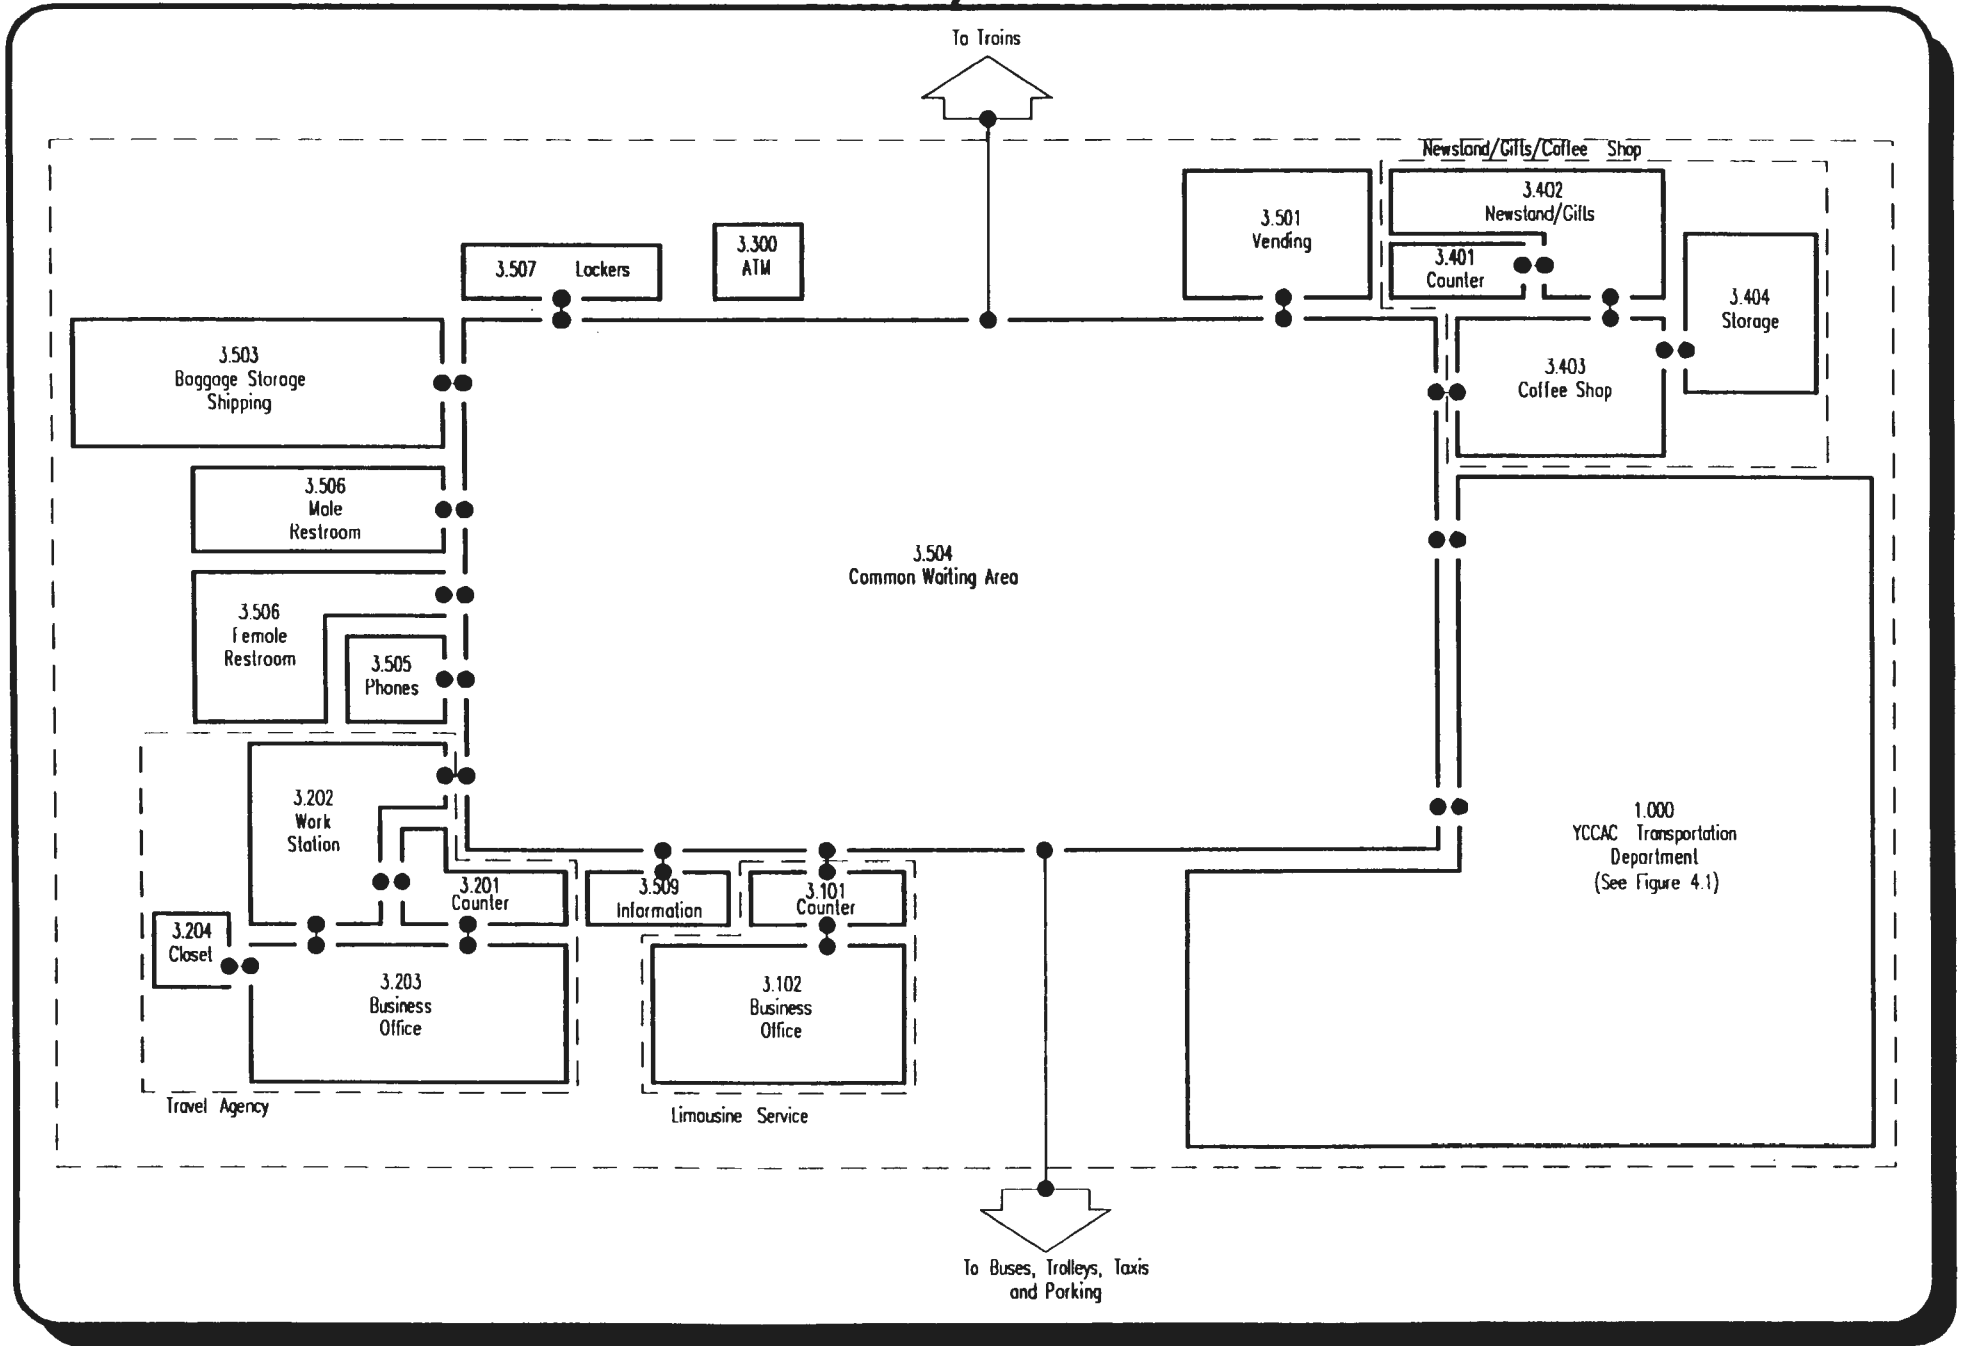 To Trains
Newstand/Gifts/Coffee Shop
3.402
Newstand/Gifts
3.501
Vending
3.300
ATM
3.507 Lockers
3.401
Counter
3.404
Storage
3.503
Baggage Storage
Shipping
3.403
Coffee Shop
3.506
Male
Restroom
3.504
Common Waiting Area
3.506
Female
Restroom
3.505
Phones
3.202
Work
Station
1.000
YCCAC Transportation
Department
(See Figure 4.1)
3.201
Counter
3.509
Information
3.101
Counter
3.204
Closet
3.203
Business
Office
3.102
Business
Office
Travel Agency
Limousine Service
To Buses, Trolleys, Taxis
and Parking